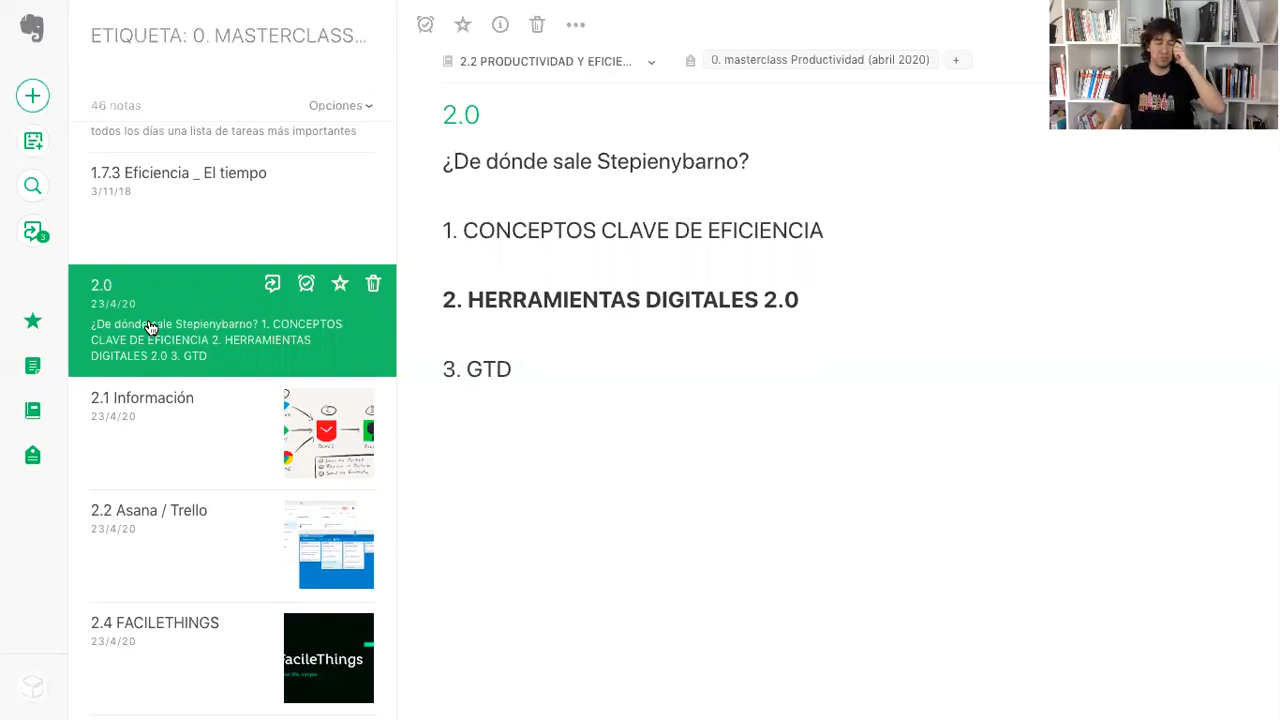 ETIQUETA: 0. MASTERCLASS...
46 notas
Opciones
todos los días una lista de tareas más importantes
1.7.3 Eficiencia _ El tiempo
3/11/18
2.0
23/4/20
¿De dónde sale Stepienybarno? 1. CONCEPTOS
CLAVE DE EFICIENCIA 2. HERRAMIENTAS
DIGITALES 2.0 3. GTD
2.1 Información
23/4/20
2.2 Asana / Trello
23/4/20
2.4 FACILETHINGS
23/4/20
FacileThings
3
2.2 PRODUCTIVIDAD Y EFICIE...
0. masterclass Productividad (abril 2020)
+
2.0
¿De dónde sale Stepienybarno?
1. CONCEPTOS CLAVE DE EFICIENCIA
2. HERRAMIENTAS DIGITALES 2.0
3. GTD